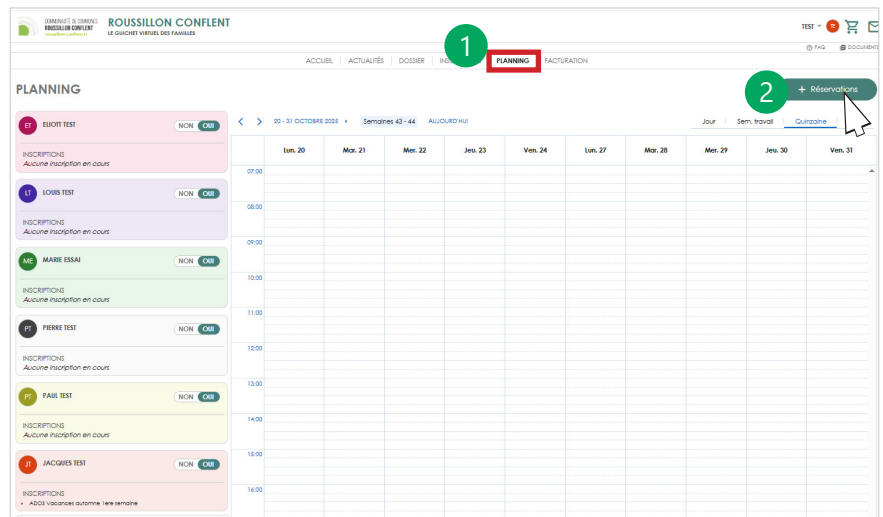 COMMUNAUTÉ DE COMMUNES
ROUSSILLON CONFLENT
ROUSSILLON CONFLENT
LE GUICHET VIRTUEL DES FAMILLES
TEST
TE
FAQ
DOCUMENTS
1
ACCUEIL
ACTUALITÉS
DOSSIER
PLANNING
FACTURATION
PLANNING
2
+ Réservations
20 - 31 OCTOBRE 2025
Semaines 43 - 44
AUJOURD'HUI
Jour
Sem. travail
Quinzaine
Lun. 20
Mar. 21
Mer. 22
Jeu. 23
Ven. 24
Lun. 27
Mar. 28
Mer. 29
Jeu. 30
Ven. 31
ET
ELIOTT TEST
NON OUI
INSCRIPTIONS
Aucune inscription en cours
LT
LOUIS TEST
NON OUI
INSCRIPTIONS
Aucune inscription en cours
ME
MARIE ESSAI
NON OUI
INSCRIPTIONS
Aucune inscription en cours
PT
PIERRE TEST
NON OUI
INSCRIPTIONS
Aucune inscription en cours
PT
PAUL TEST
NON OUI
INSCRIPTIONS
Aucune inscription en cours
JT
JACQUES TEST
NON OUI
INSCRIPTIONS
• ADOS Vacances automne 1ere semaine
07:00
08:00
09:00
10:00
11:00
12:00
13:00
14:00
15:00
16:00